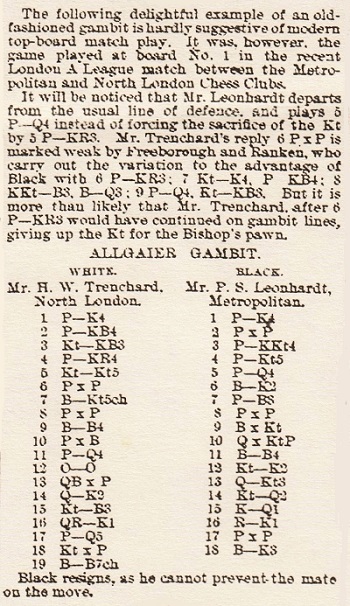 The following delightful example of an old-
fashioned gambit is hardly suggestive of modern
top-board match play. It was, however, the
game played at board No. 1 in the recent
London A League match between the Metro-
politan and North London Chess Clubs.
It will be noticed that Mr. Leonhardt departs
from the usual line of defence, and plays 5
P—Q4 instead of forcing the sacrifice of the Kt
by 5 P—KR3. Mr. Trenchard's reply 6 P x P is
marked weak by Freeborough and Ranken, who
carry out the variation to the advantage of
Black with 6 P—KR3; 7 Kt—K4, P KB4; 8
KKt—B3, B—Q3; 9 P—Q4, Kt—KB3. But it is
more than likely that Mr. Trenchard, after 6
P—KR3 would have continued on gambit lines,
giving up the Kt for the Bishop's pawn.
ALLGAIER GAMBIT.
WHITE. BLACK.
Mr. H. W. Trenchard, Mr. P. S. Leonhardt,
North London. Metropolitan.
1 P—K4 1 P—K4
2 P—KB4 2 P x P
3 Kt—KB3 3 P—KKt4
4 P—KR4 4 P—Kt5
5 Kt—Kt5 5 P—Q4
6 P x P 6 B—K2
7 B—Kt5ch 7 P—B3
8 P x P 8 P x P
9 B—B4 9 B x Kt
10 P x B 10 Q x KtP
11 P—Q4 11 B—B4
12 O—O 12 Kt—K2
13 QB x P 13 Q—Kt3
14 Q—K2 14 Kt—Q2
15 Kt—B3 15 K—Q1
16 QR—K1 16 R—K1
17 P—Q5 17 P x P
18 Kt x P 18 B—K3
19 B—B7ch
Black resigns, as he cannot prevent the mate
on the move.